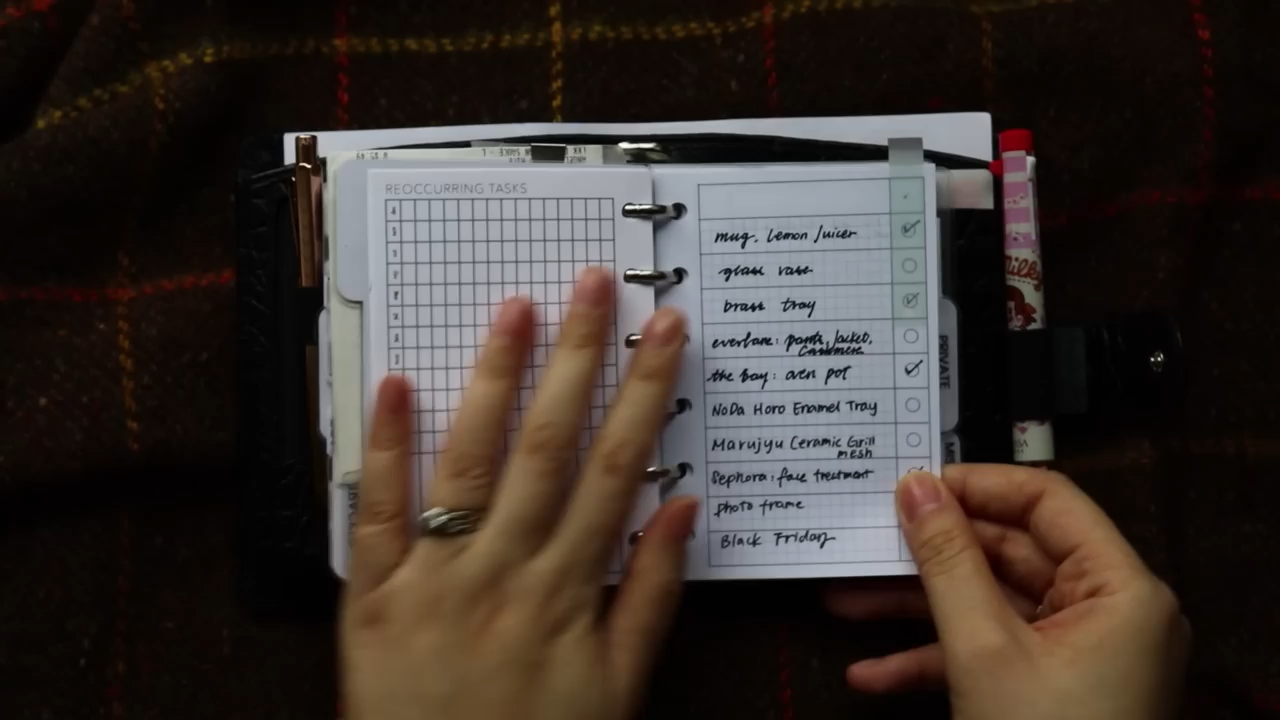 REOCCURRING TASKS
mug, Lemon Juicer
glass vase
brass tray
everlane: pants, jacket,
Cashmere
the bay: oven pot
NoDa Horo Enamel Tray
Marujyu Ceramic Grill
mesh
Sephora: face treatment
photo frame
Black Friday
PRIVATE
Milky